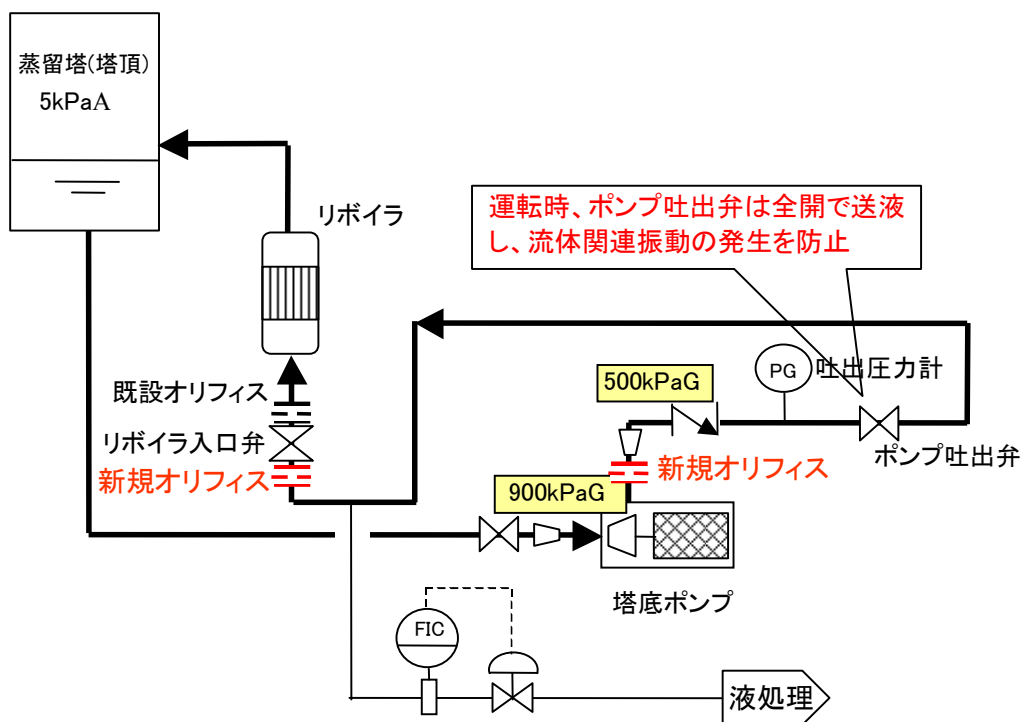 蒸留塔(塔頂)
5kPaA
リボイラ
運転時、ポンプ吐出弁は全開で送液
し、流体関連振動の発生を防止
既設オリフィス
リボイラ入口弁
新規オリフィス
500kPaG
PG
吐出圧力計
ポンプ吐出弁
新規オリフィス
900kPaG
塔底ポンプ
FIC
液処理